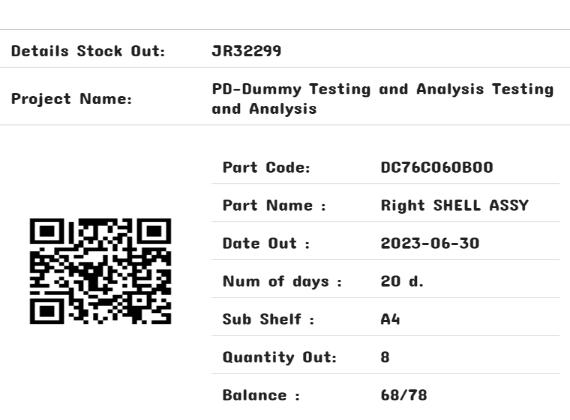 Details Stock Out: JR32299
Project Name: PD-Dummy Testing and Analysis Testing
and Analysis
Part Code: DC76C060B00
Part Name : Right SHELL ASSY
Date Out : 2023-06-30
Num of days : 20 d.
Sub Shelf : A4
Quantity Out: 8
Balance : 68/78